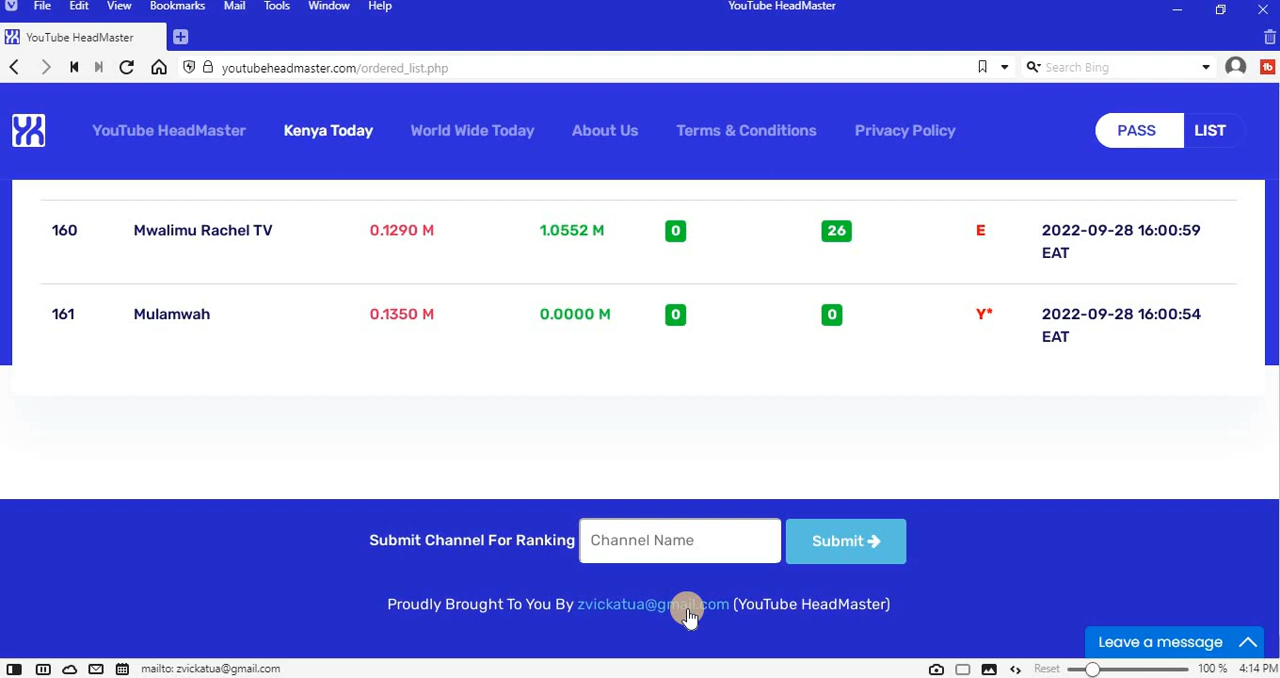 File Edit View Bookmarks Mail Tools Window Help YouTube HeadMaster
YouTube HeadMaster
youtubeheadmaster.com/ordered_list.php Search Bing
YouTube HeadMaster Kenya Today World Wide Today About Us Terms & Conditions Privacy Policy PASS LIST
160 Mwalimu Rachel TV 0.1290 M 1.0552 M 0 26 E 2022-09-28 16:00:59
EAT
161 Mulamwah 0.1350 M 0.0000 M 0 0 Y* 2022-09-28 16:00:54
EAT
Submit Channel For Ranking Channel Name Submit
Proudly Brought To You By zvickatua@gmail.com (YouTube HeadMaster)
Leave a message
mailto: zvickatua@gmail.com Reset 100 % 4:14 PM